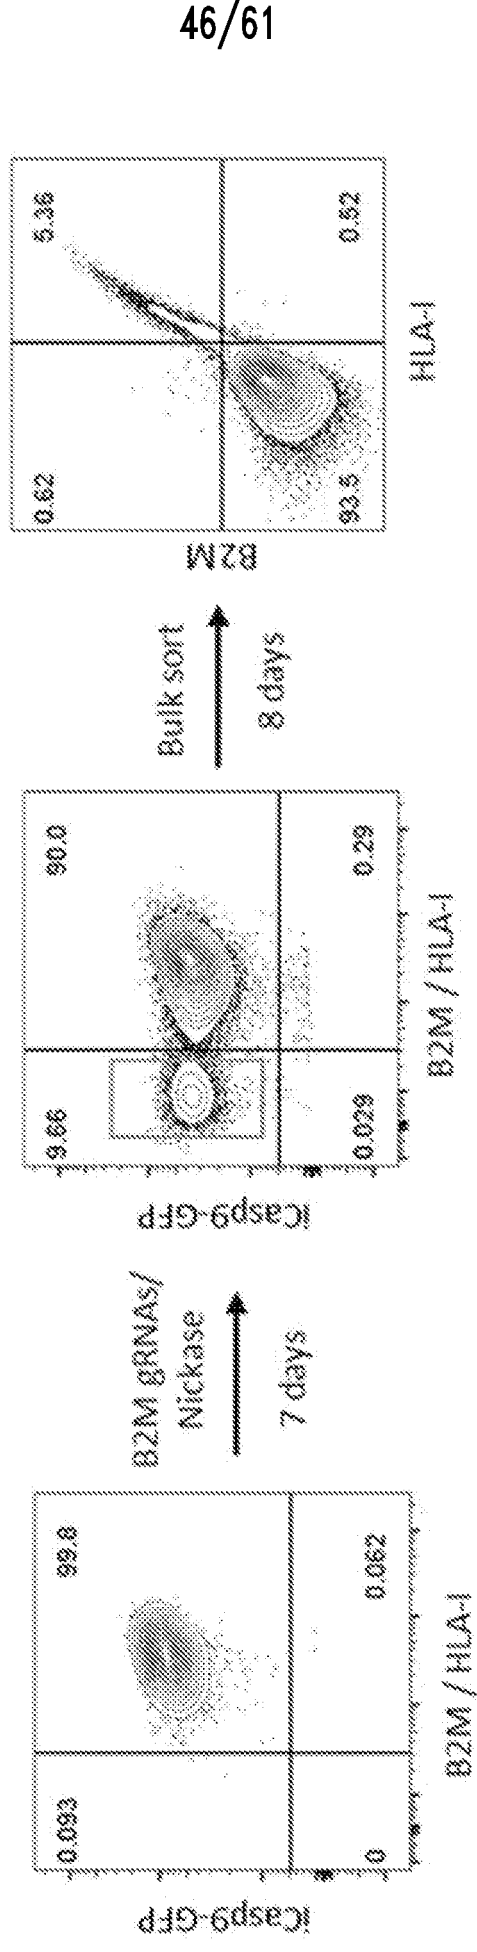 46/61
iCasp9-GFP
0.093
99.8
0
0.062
B2M / HLA-I
B2M gRNAs/
Nickase
7 days
iCasp9-GFP
9.66
90.0
0.029
0.29
B2M / HLA-I
Bulk sort
8 days
B2M
0.62
5.36
93.5
0.52
HLA-I